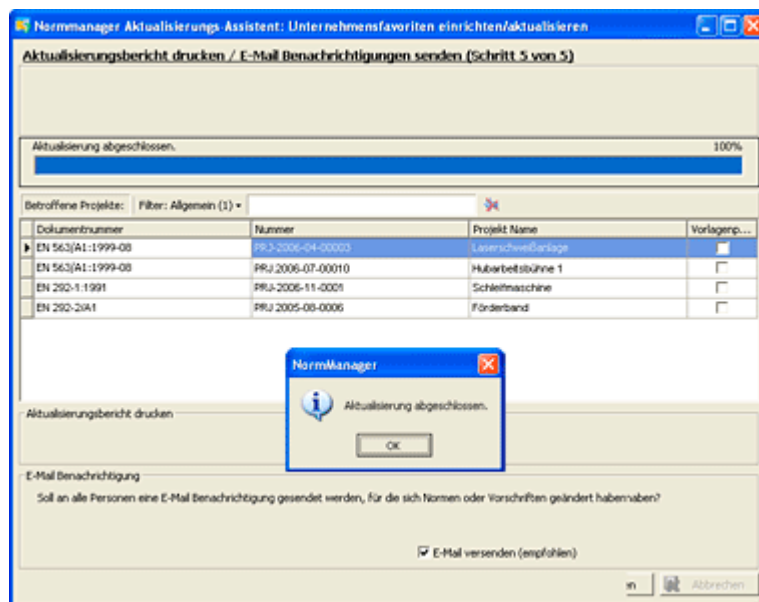 Normmanager Aktualisierungs-Assistent: Unternehmensfavoriten einrichten/aktualisieren
Aktualisierungsbericht drucken / E-Mail Benachrichtigungen senden (Schritt 5 von 5)
Aktualisierung abgeschlossen. 100%
Betroffene Projekte: Filter: Allgemein (1)
Dokumentnummer Nummer Projekt Name Vorlagenp...
EN 563/A1:1999-08 PRJ-2006-04-00003 Laserschweißanlage
EN 563/A1:1999-08 PRJ.2006-07-00010 Hubarbeitsbühne 1
EN 292-1:1991 PRJ-2006-11-0001 Schleifmaschine
EN 292-2/A1 PRJ 2005-08-0006 Förderband
NormManager
Aktualisierung abgeschlossen.
OK
Aktualisierungsbericht drucken
E-Mail Benachrichtigung
Soll an alle Personen eine E-Mail Benachrichtigung gesendet werden, für die sich Normen oder Vorschriften geändert habennaben?
E-Mail versenden (empfohlen)
n Abbrechen